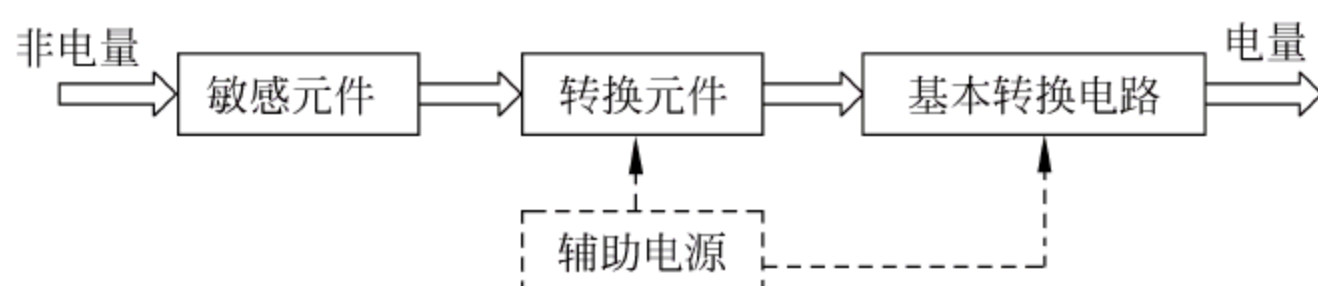 非电量
敏感元件
转换元件
基本转换电路
电量
辅助电源